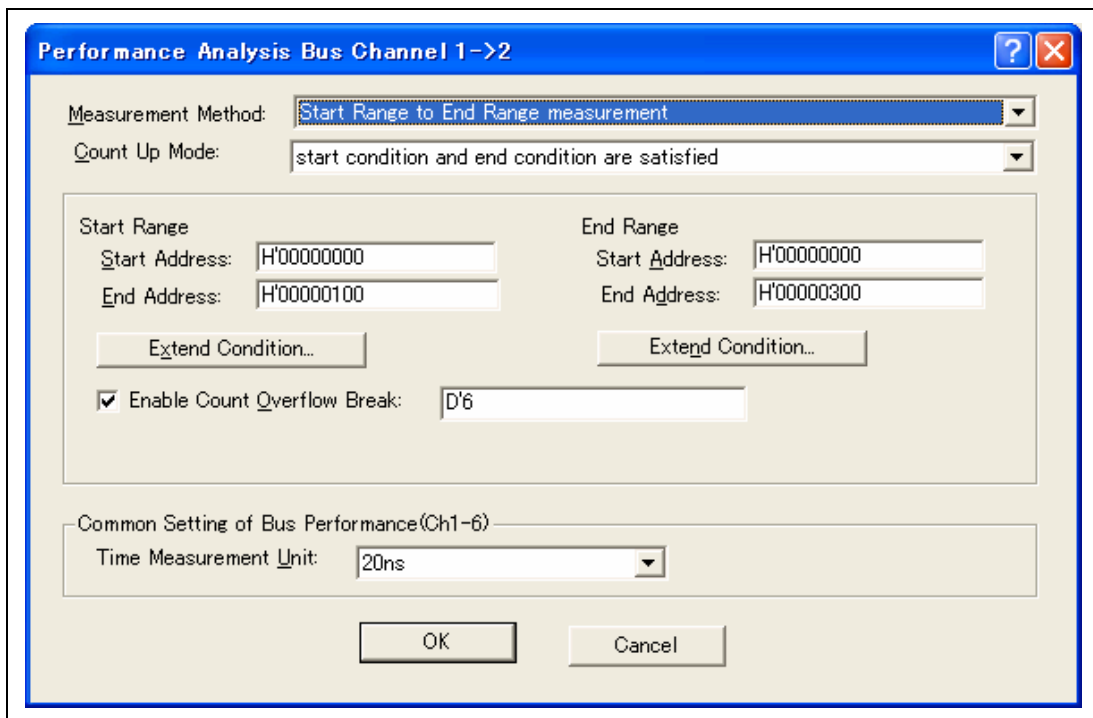 Performance Analysis Bus Channel 1->2
Measurement Method: Start Range to End Range measurement
Count Up Mode: start condition and end condition are satisfied
Start Range End Range
Start Address: H'00000000 Start Address: H'00000000
End Address: H'00000100 End Address: H'00000300
Extend Condition... Extend Condition...
Enable Count Overflow Break: D'6
Common Setting of Bus Performance(Ch1-6)
Time Measurement Unit: 20ns
OK Cancel